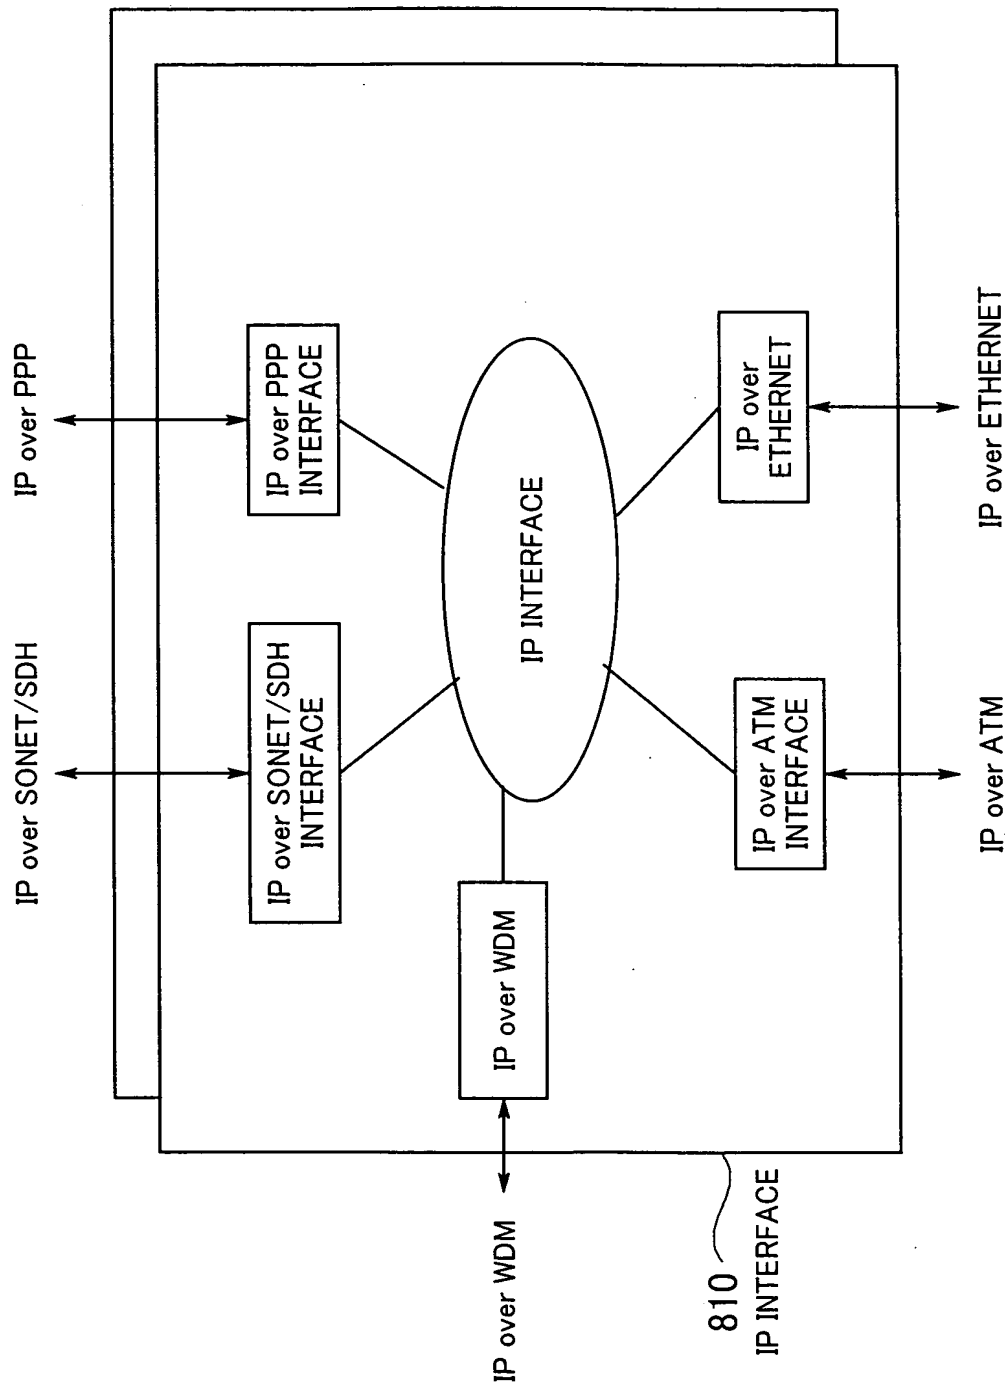 IP over SONET/SDH
IP over PPP
IP over SONET/SDH
INTERFACE
IP over PPP
INTERFACE
IP over WDM
IP over WDM
IP INTERFACE
IP over ATM
INTERFACE
IP over
ETHERNET
810
IP INTERFACE
IP over ATM
IP over ETHERNET